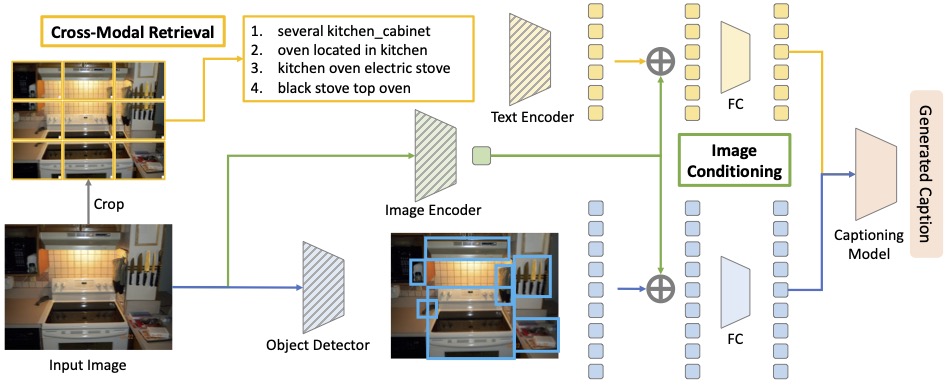 Cross-Modal Retrieval
1. several kitchen_cabinet
2. oven located in kitchen
3. kitchen oven electric stove
4. black stove top oven
Text Encoder
FC
Crop
Image Encoder
Image
Conditioning
Generated Caption
Captioning
Model
Input Image
Object Detector
FC